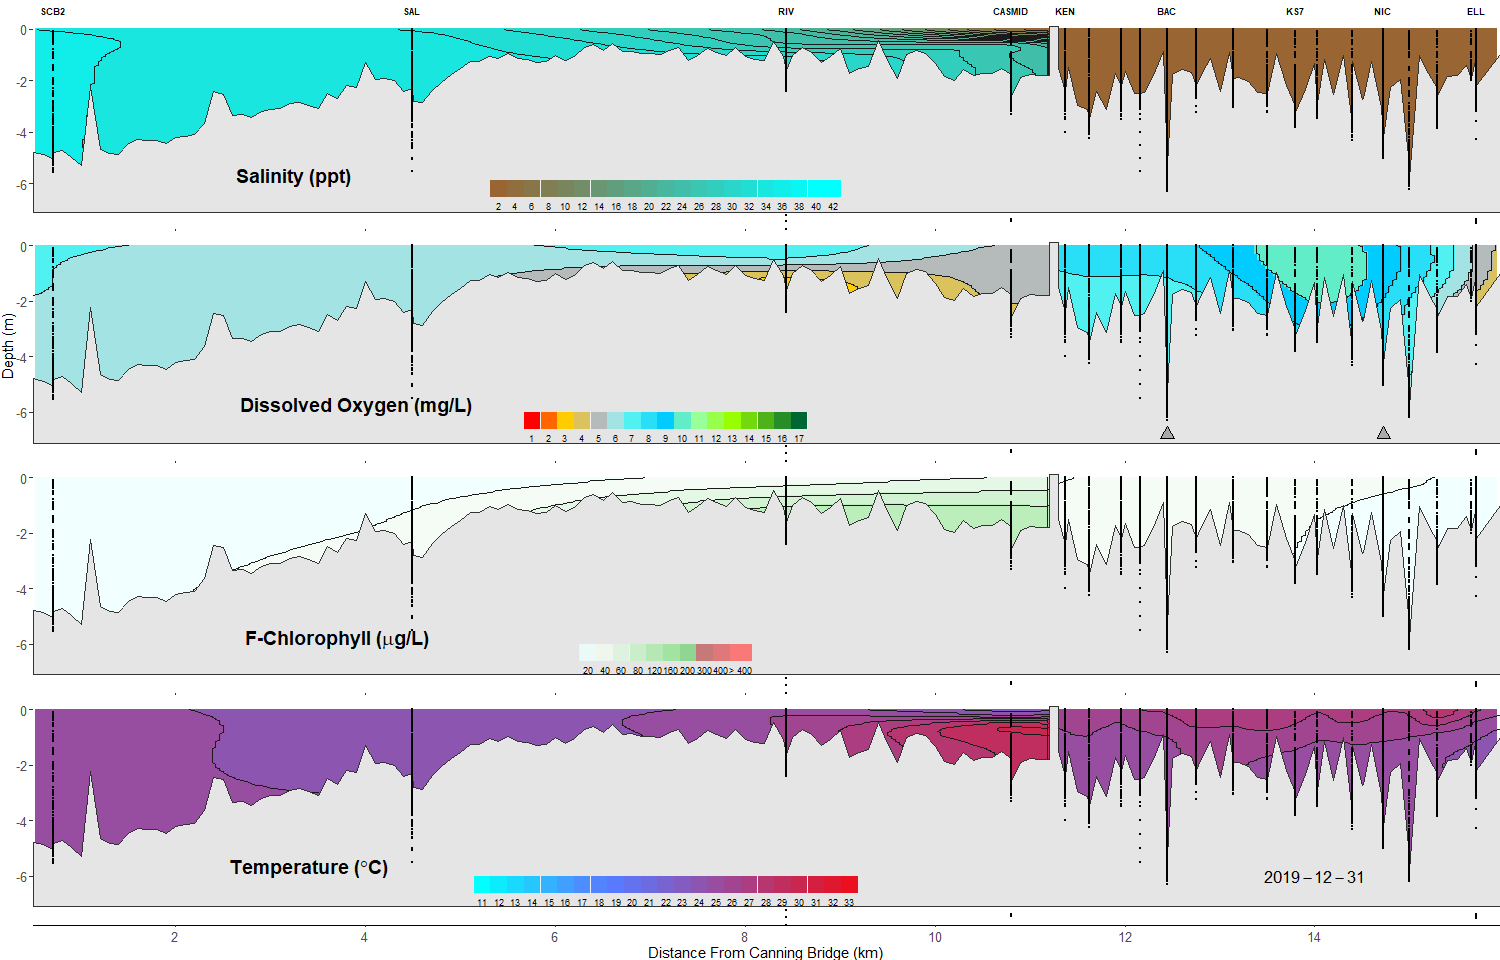 SCB2 SAL RIV CASMID KEN BAC KS7 NIC ELL
0
-2
-4
-6
Salinity (ppt)
2 4 6 8 10 12 14 16 18 20 22 24 26 28 30 32 34 36 38 40 42
0
-2
-4
-6
Depth (m)
Dissolved Oxygen (mg/L)
1 2 3 4 5 6 7 8 9 10 11 12 13 14 15 16 17
0
-2
-4
-6
F-Chlorophyll (μg/L)
20 40 60 80 120 160 200 300 400 > 400
0
-2
-4
-6
Temperature (°C)
2019 – 12 – 31
11 12 13 14 15 16 17 18 19 20 21 22 23 24 25 26 27 28 29 30 31 32 33
2 4 6 8 10 12 14
Distance From Canning Bridge (km)